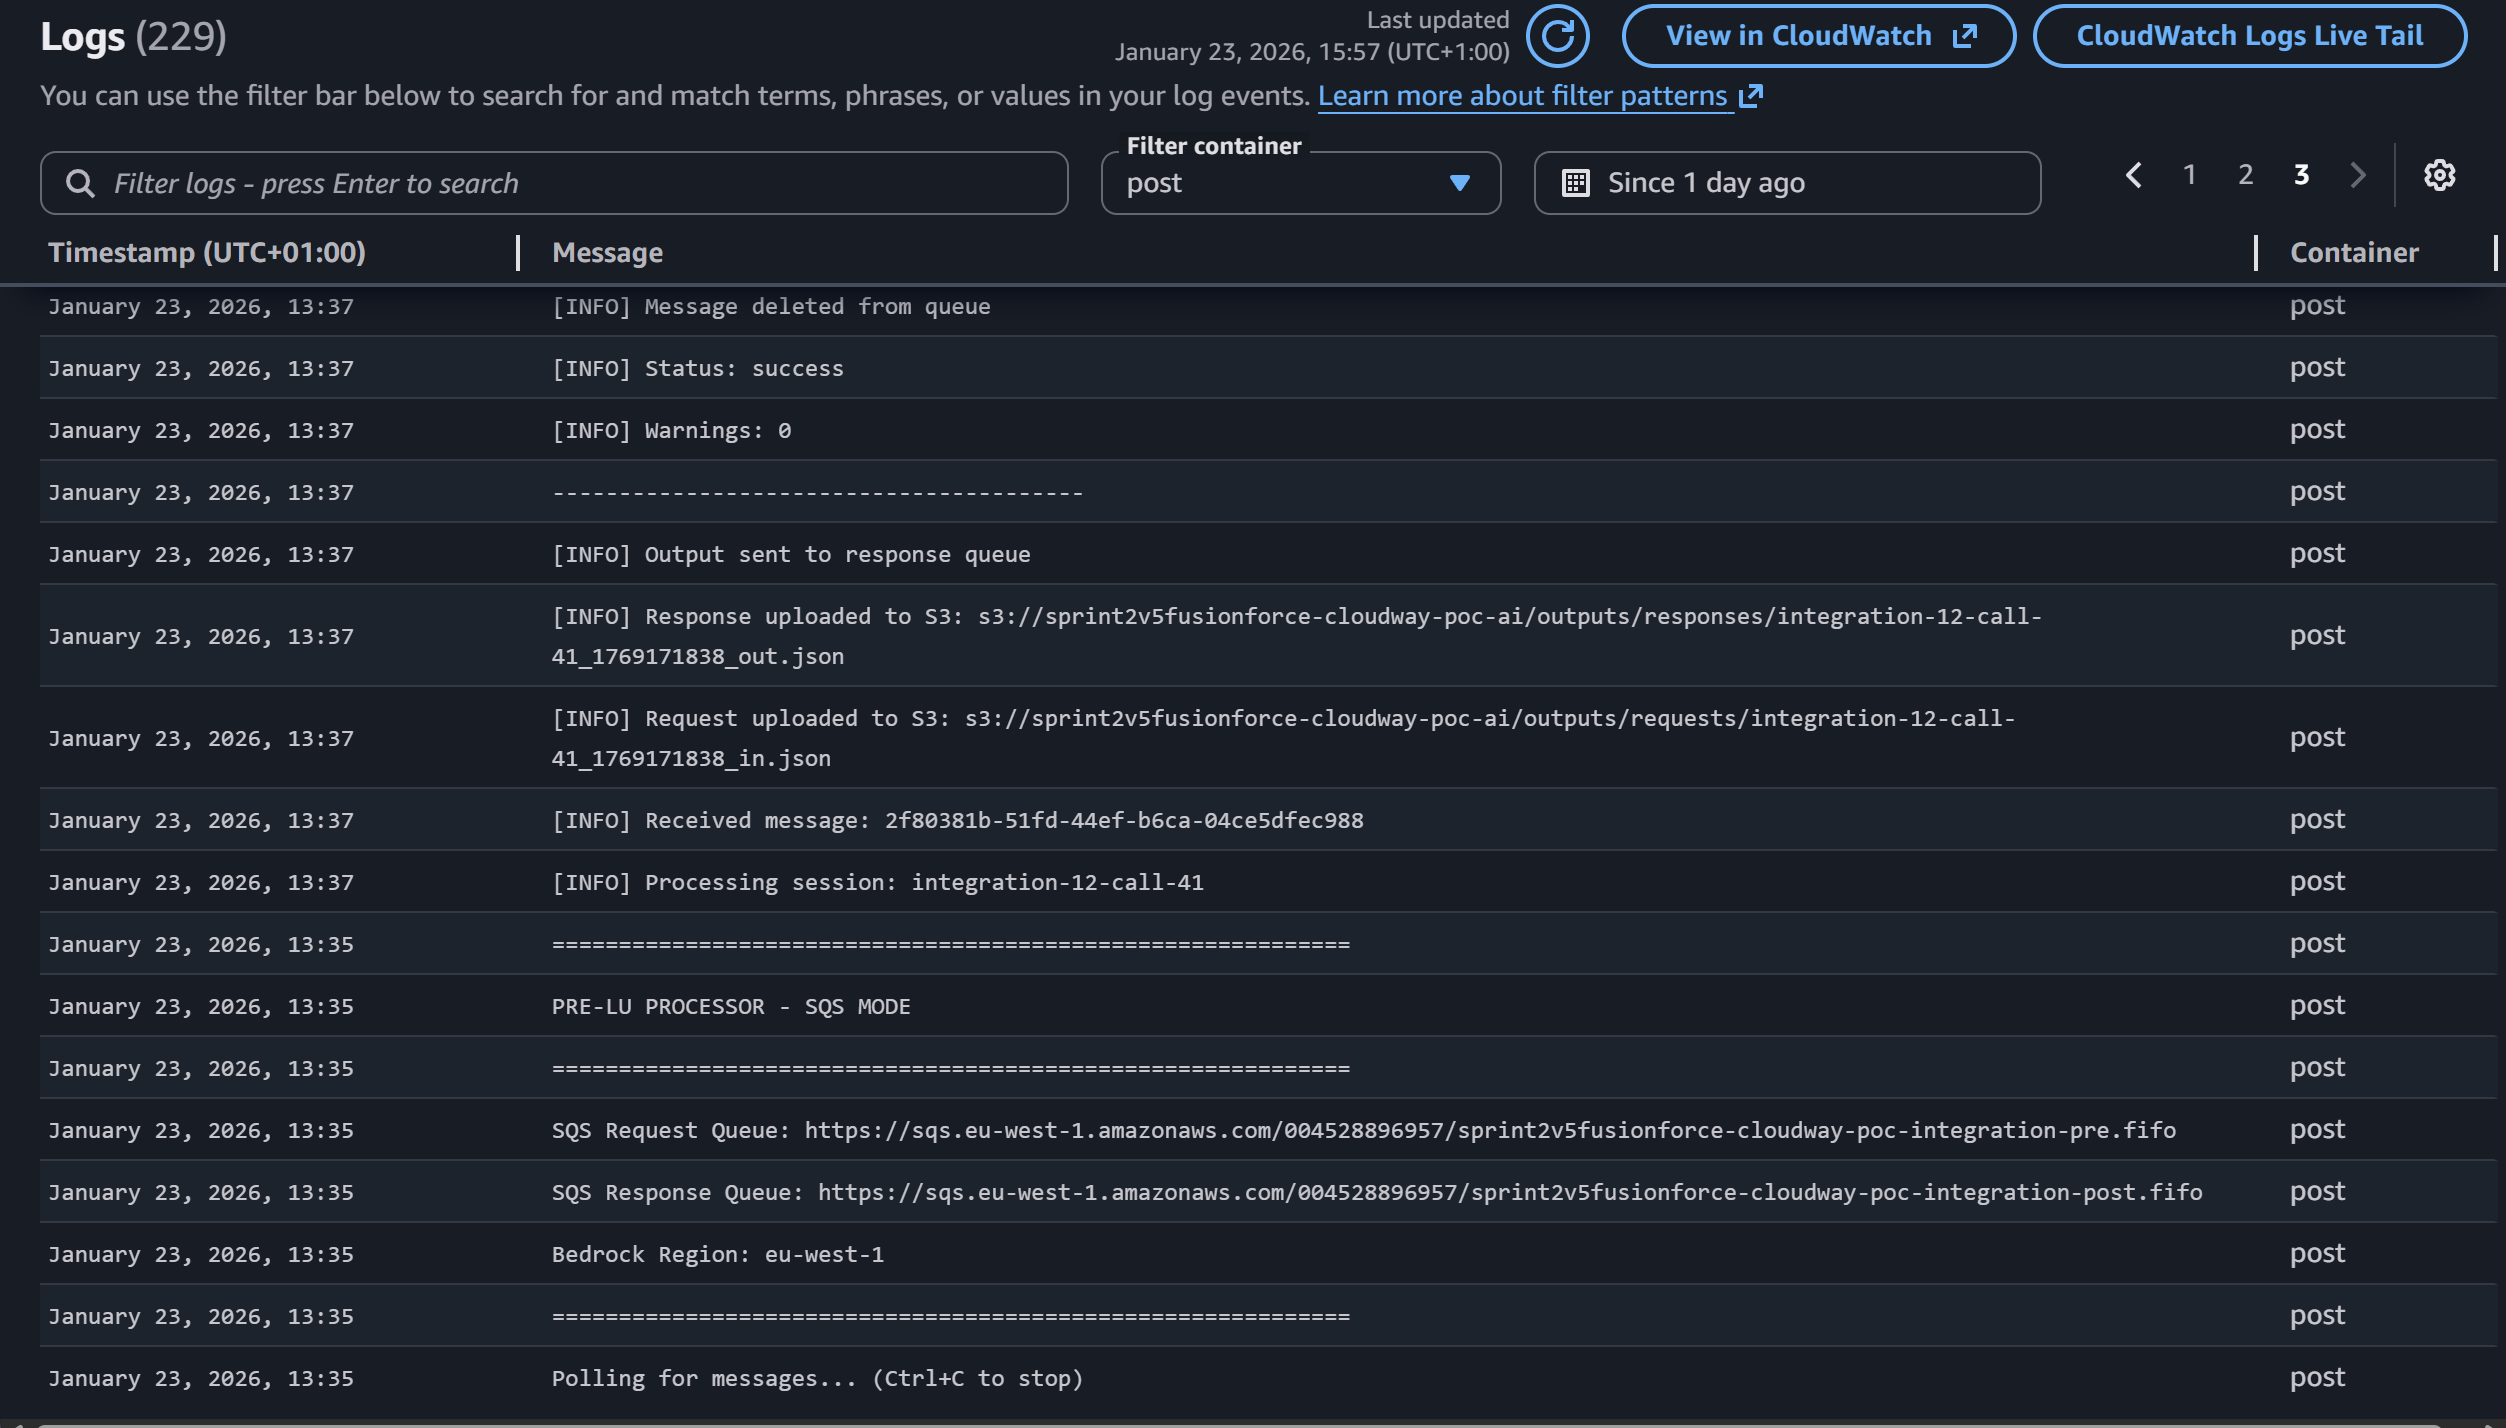 Logs (229)
Last updated
January 23, 2026, 15:57 (UTC+1:00)
View in CloudWatch
CloudWatch Logs Live Tail
You can use the filter bar below to search for and match terms, phrases, or values in your log events. Learn more about filter patterns
Filter logs - press Enter to search
Filter container
post
Since 1 day ago
1 2 3
Timestamp (UTC+01:00) Message Container
January 23, 2026, 13:37 [INFO] Message deleted from queue post
January 23, 2026, 13:37 [INFO] Status: success post
January 23, 2026, 13:37 [INFO] Warnings: 0 post
January 23, 2026, 13:37 ---------------------------------------- post
January 23, 2026, 13:37 [INFO] Output sent to response queue post
January 23, 2026, 13:37 [INFO] Response uploaded to S3: s3://sprint2v5fusionforce-cloudway-poc-ai/outputs/responses/integration-12-call-
41_1769171838_out.json post
January 23, 2026, 13:37 [INFO] Request uploaded to S3: s3://sprint2v5fusionforce-cloudway-poc-ai/outputs/requests/integration-12-call-
41_1769171838_in.json post
January 23, 2026, 13:37 [INFO] Received message: 2f80381b-51fd-44ef-b6ca-04ce5dfec988 post
January 23, 2026, 13:37 [INFO] Processing session: integration-12-call-41 post
January 23, 2026, 13:35 ============================================================ post
January 23, 2026, 13:35 PRE-LU PROCESSOR - SQS MODE post
January 23, 2026, 13:35 ============================================================ post
January 23, 2026, 13:35 SQS Request Queue: https://sqs.eu-west-1.amazonaws.com/004528896957/sprint2v5fusionforce-cloudway-poc-integration-pre.fifo post
January 23, 2026, 13:35 SQS Response Queue: https://sqs.eu-west-1.amazonaws.com/004528896957/sprint2v5fusionforce-cloudway-poc-integration-post.fifo post
January 23, 2026, 13:35 Bedrock Region: eu-west-1 post
January 23, 2026, 13:35 ============================================================ post
January 23, 2026, 13:35 Polling for messages... (Ctrl+C to stop) post